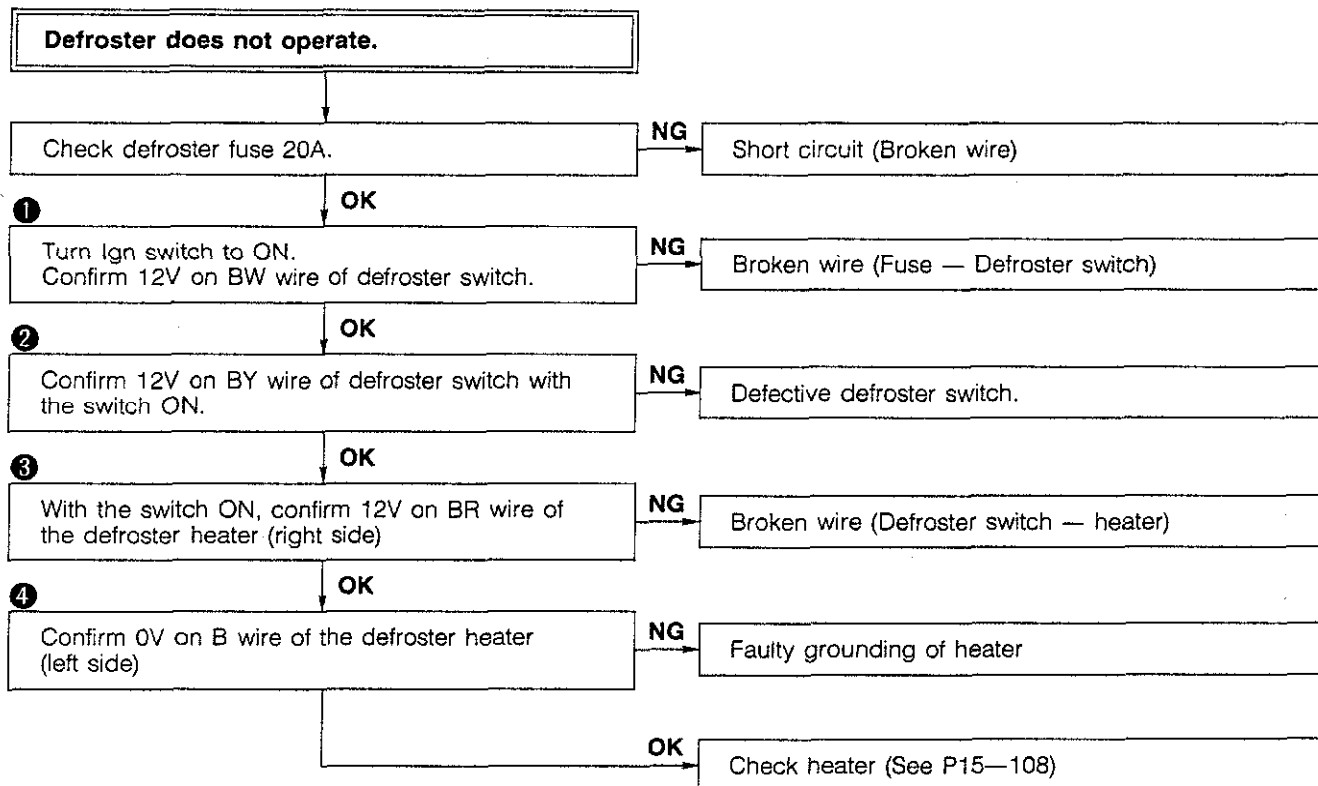 Defroster does not operate.
Check defroster fuse 20A.
NG
Short circuit (Broken wire)
OK
1
Turn Ign switch to ON.
Confirm 12V on BW wire of defroster switch.
NG
Broken wire (Fuse — Defroster switch)
OK
2
Confirm 12V on BY wire of defroster switch with
the switch ON.
NG
Defective defroster switch.
OK
3
With the switch ON, confirm 12V on BR wire of
the defroster heater (right side)
NG
Broken wire (Defroster switch — heater)
OK
4
Confirm 0V on B wire of the defroster heater
(left side)
NG
Faulty grounding of heater
OK
Check heater (See P15—108)